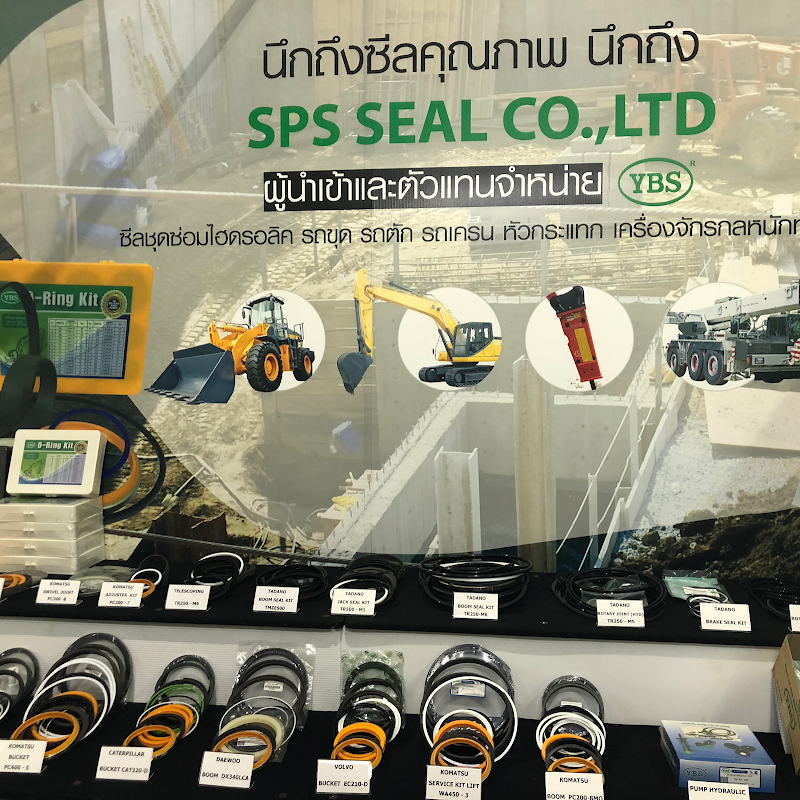 นึกถึงซีลคุณภาพ นึกถึง
SPS SEAL CO.,LTD
ผู้นำเข้าและตัวแทนจำหน่าย YBS R
ซีลชุดซ่อมไฮดรอลิค รถขุด รถตัก รถเครน หัวกระแทก เครื่องจักรกลหนัก
YBS O-Ring Kit
O-Ring Kit
KOMATSU
SWIVEL JOINT
PC200 -8
KOMATSU
ADJUSTER KIT
PC200 - 7
TELESCOPING
TR250 - M6
TADANO
BOOM SEAL KIT
TMZE500
TADANO
JACK SEAL KIT
TR500 - M1
TADANO
BOOM SEAL KIT
TR250-M6
TADANO
ROTARY JOINT (HYD)
TR250 - M5
TADANO
BRAKE SEAL KIT
KOMATSU
BUCKET
PC400 - 5
CATERPILLAR
BUCKET CAT320-D
DAEWOO
BOOM DX340LCA
VOLVO
BUCKET EC210-D
KOMATSU
SERVICE KIT LIFT
WA450 - 3
KOMATSU
BOOM PC200-8MO
YBS
PUMP HYDRAULIC